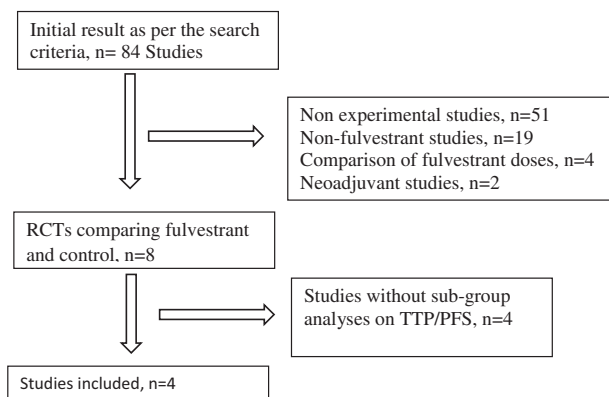 Initial result as per the search
criteria, n= 84 Studies
Non experimental studies, n=51
Non-fulvestrant studies, n=19
Comparison of fulvestrant doses, n=4
Neoadjuvant studies, n=2
RCTs comparing fulvestrant
and control, n=8
Studies without sub-group
analyses on TTP/PFS, n=4
Studies included, n=4